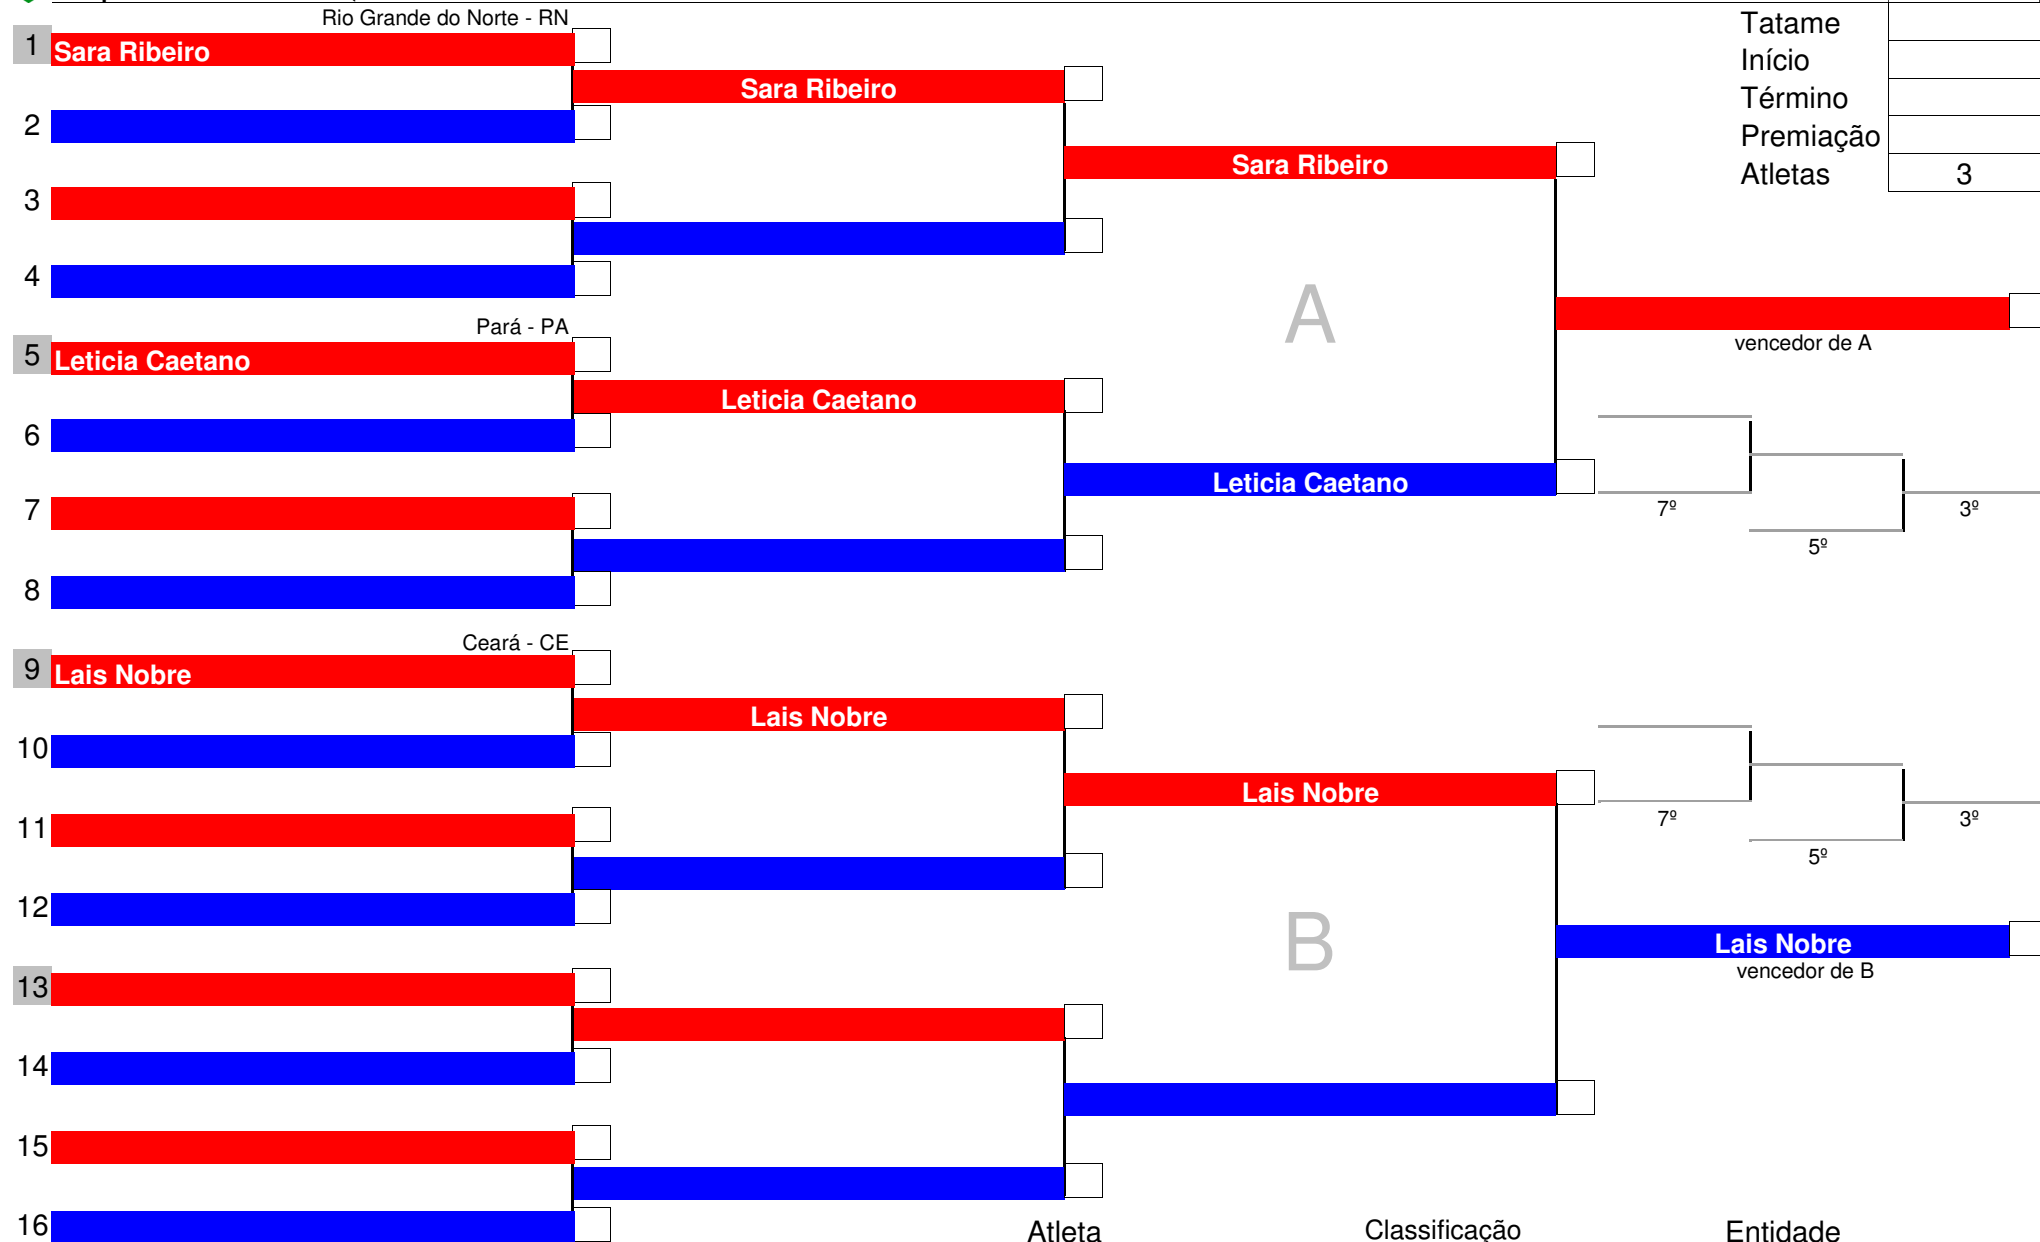 Rio Grande do Norte - RN
Tatame
1 Sara Ribeiro
Início
Sara Ribeiro
Término
2
Premiação
Sara Ribeiro
Atletas 3
3
4
A
Pará - PA
vencedor de A
5 Leticia Caetano
Leticia Caetano
6
Leticia Caetano
7
7º 3º
5º
8
Ceará - CE
9 Lais Nobre
Lais Nobre
10
Lais Nobre
11
7º 3º
5º
12
B
Lais Nobre
vencedor de B
13
14
15
16
Atleta Classificação Entidade